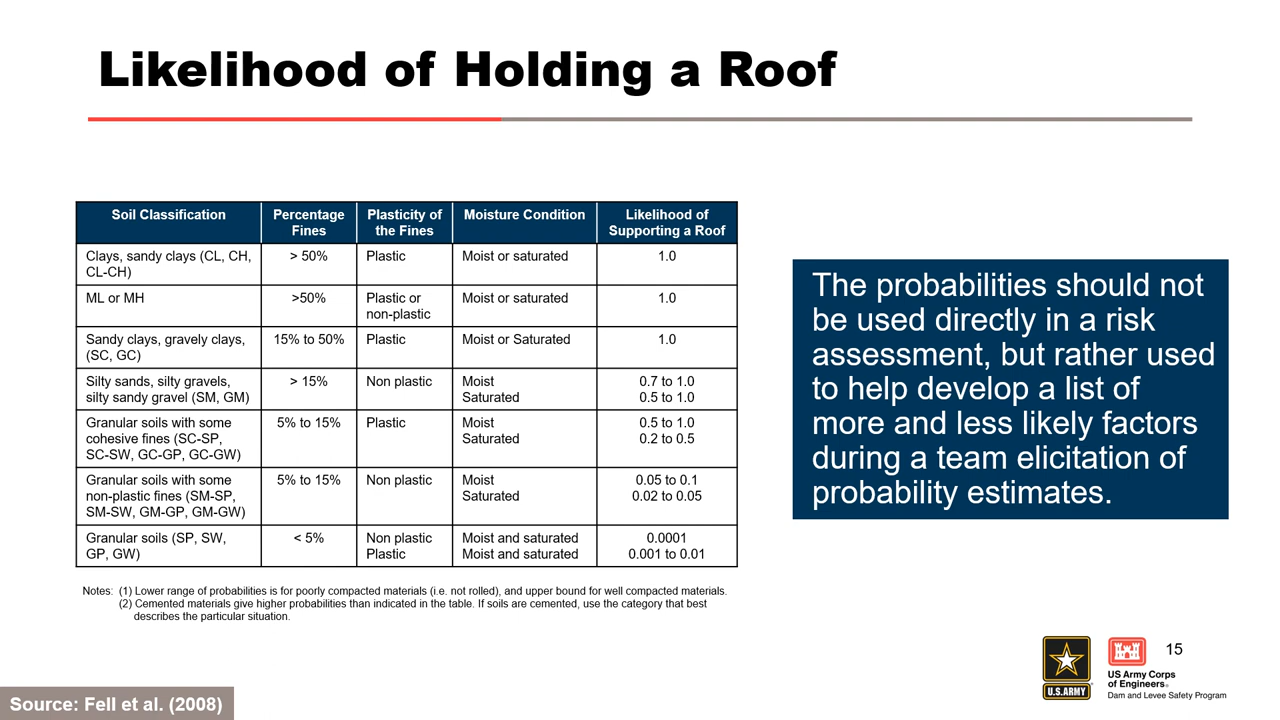 Likelihood of Holding a Roof
Soil Classification
Percentage
Fines
Plasticity of
the Fines
Moisture Condition
Likelihood of
Supporting a Roof
Clays, sandy clays (CL, CH,
CL-CH)
> 50%
Plastic
Moist or saturated
1.0
ML or MH
>50%
Plastic or
non-plastic
Moist or saturated
1.0
Sandy clays, gravely clays,
(SC, GC)
15% to 50%
Plastic
Moist or Saturated
1.0
Silty sands, silty gravels,
silty sandy gravel (SM, GM)
> 15%
Non plastic
Moist
Saturated
0.7 to 1.0
0.5 to 1.0
Granular soils with some
cohesive fines (SC-SP,
SC-SW, GC-GP, GC-GW)
5% to 15%
Plastic
Moist
Saturated
0.5 to 1.0
0.2 to 0.5
Granular soils with some
non-plastic fines (SM-SP,
SM-SW, GM-GP, GM-GW)
5% to 15%
Non plastic
Moist
Saturated
0.05 to 0.1
0.02 to 0.05
Granular soils (SP, SW,
GP, GW)
< 5%
Non plastic
Plastic
Moist and saturated
Moist and saturated
0.0001
0.001 to 0.01
Notes: (1) Lower range of probabilities is for poorly compacted materials (i.e. not rolled), and upper bound for well compacted materials.
(2) Cemented materials give higher probabilities than indicated in the table. If soils are cemented, use the category that best
describes the particular situation.
The probabilities should not
be used directly in a risk
assessment, but rather used
to help develop a list of
more and less likely factors
during a team elicitation of
probability estimates.
15
U.S.ARMY
US Army Corps
of Engineers®
Dam and Levee Safety Program
Source: Fell et al. (2008)